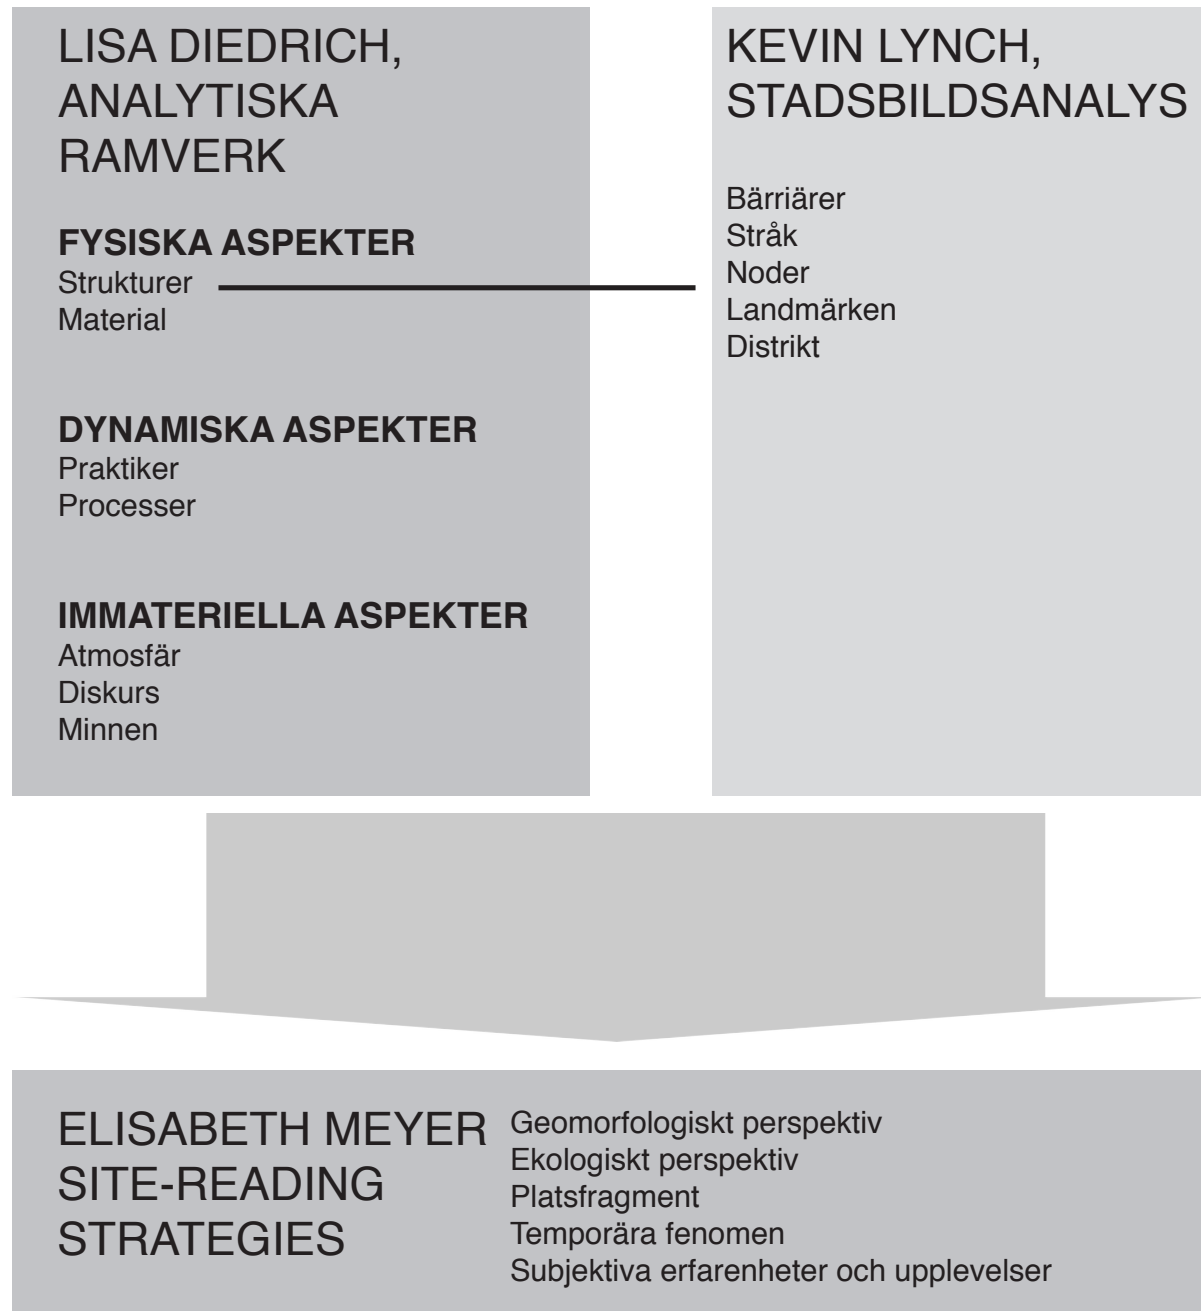 LISA DIEDRICH,
ANALYTISKA
RAMVERK
FYSISKA ASPEKTER
Strukturer
Material
DYNAMISKA ASPEKTER
Praktiker
Processer
IMMATERIELLA ASPEKTER
Atmosfär
Diskurs
Minnen
KEVIN LYNCH,
STADSBILDSANALYS
Bärriärer
Stråk
Noder
Landmärken
Distrikt
ELISABETH MEYER
SITE-READING
STRATEGIES
Geomorfologiskt perspektiv
Ekologiskt perspektiv
Platsfragment
Temporära fenomen
Subjektiva erfarenheter och upplevelser